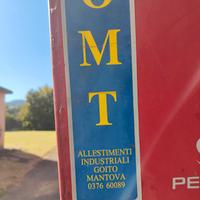 O
M
T
ALLESTIMENTI
INDUSTRIALI
GOITO
MANTOVA
0376 60089
PE